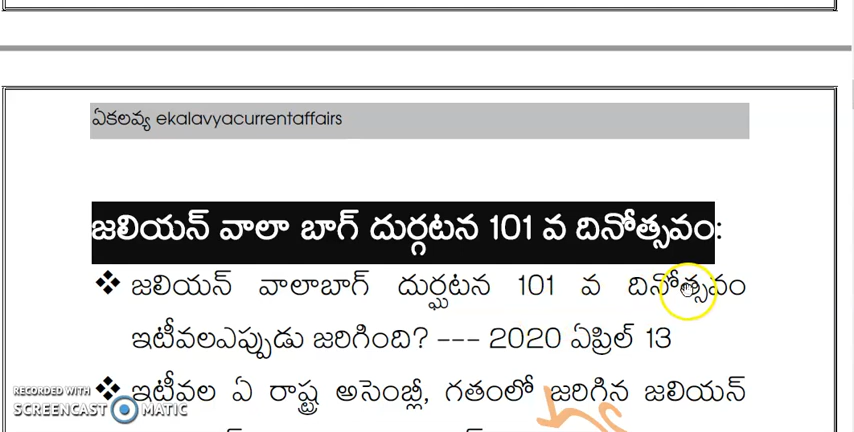 ఏకలవ్య ekalavyacurrentaffairs
జలియన్ వాలా బాగ్ దుర్గటన 101 వ దినోత్సవం:
❖ జలియన్ వాలాబాగ్ దుర్ఘటన 101 వ దినోత్సవం
ఇటీవలఎప్పుడు జరిగింది? --- 2020 ఏప్రిల్ 13
❖ ఇటీవల ఏ రాష్ట్ర అసెంబ్లీ, గతంలో జరిగిన జలియన్
RECORDED WITH
SCREENCAST MATIC